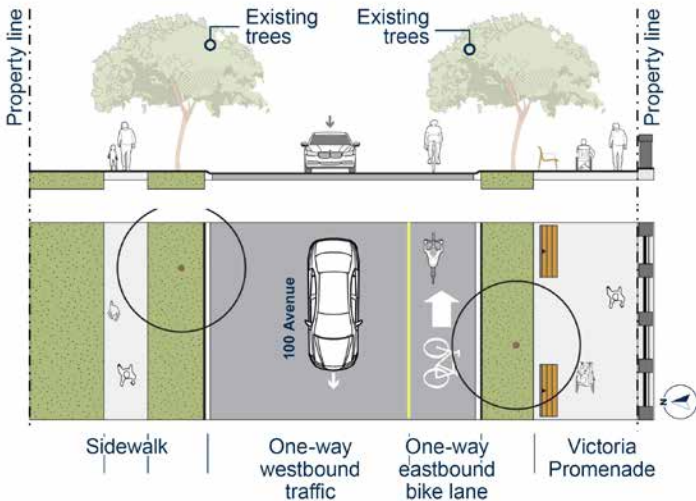 Property line
Existing
trees
Existing
trees
Property line
100 Avenue
N
Sidewalk
One-way
westbound
traffic
One-way
eastbound
bike lane
Victoria
Promenade